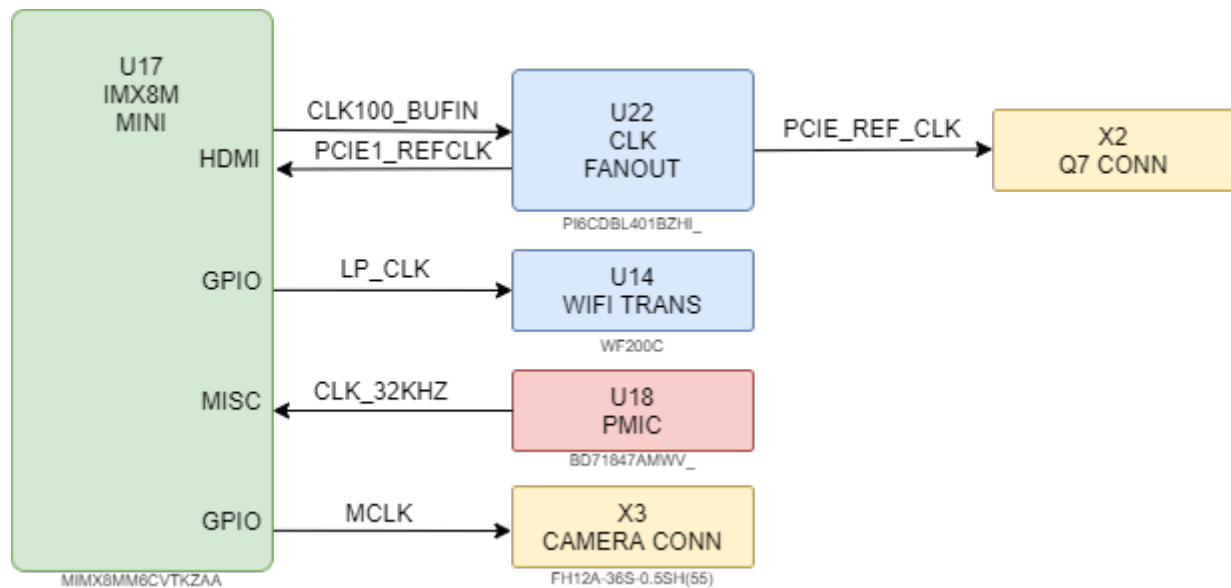 U17
IMX8M
MINI
HDMI
GPIO
MISC
GPIO
MIMX8MM6CVTKZAA
CLK100_BUFIN
PCIE1_REFCLK
LP_CLK
CLK_32KHZ
MCLK
U22
CLK
FANOUT
PI6CDBL401BZHI_
U14
WIFI TRANS
WF200C
U18
PMIC
BD71847AMWV_
X3
CAMERA CONN
FH12A-36S-0.5SH(55)
PCIE_REF_CLK
X2
Q7 CONN